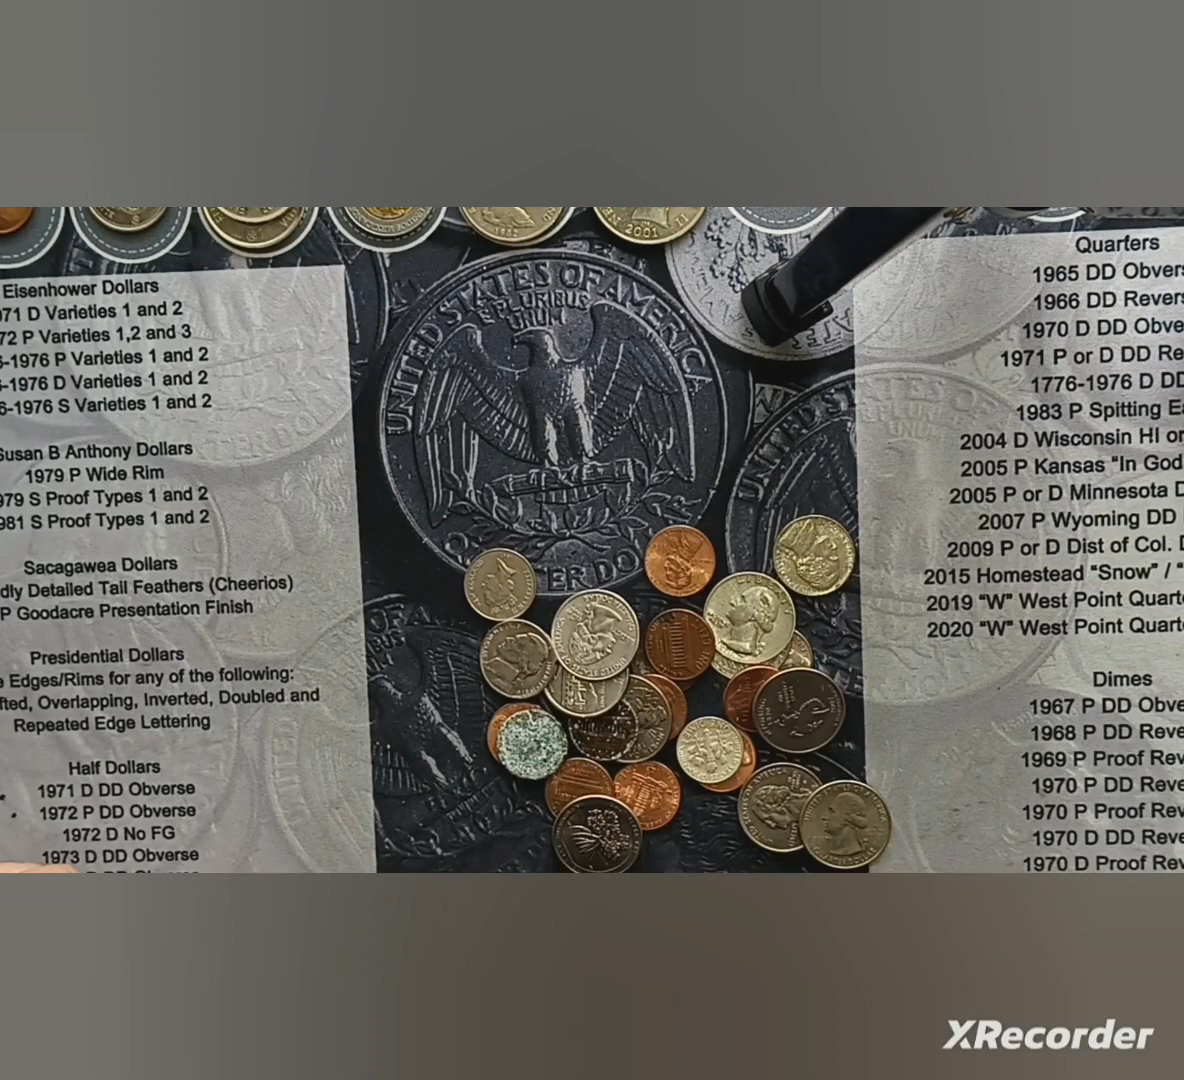 1982
2001
UNITED STATES OF AMERICA
E PLURIBUS
UNUM
Eisenhower Dollars
71 D Varieties 1 and 2
72 P Varieties 1,2 and 3
-1976 P Varieties 1 and 2
-1976 D Varieties 1 and 2
6-1976 S Varieties 1 and 2
Susan B Anthony Dollars
1979 P Wide Rim
979 S Proof Types 1 and 2
981 S Proof Types 1 and 2
Sacagawea Dollars
dly Detailed Tail Feathers (Cheerios)
P Goodacre Presentation Finish
Presidential Dollars
e Edges/Rims for any of the following:
fted, Overlapping, Inverted, Doubled and
Repeated Edge Lettering
Half Dollars
1971 D DD Obverse
1972 P DD Obverse
1972 D No FG
1973 D DD Obverse
Quarters
1965 DD Obvers
1966 DD Revers
1970 D DD Obve
1971 P or D DD Re
1776-1976 D DD
1983 P Spitting Ea
2004 D Wisconsin HI or
2005 P Kansas "In God
2005 P or D Minnesota D
2007 P Wyoming DD
2009 P or D Dist of Col. D
2015 Homestead "Snow" / "
2019 "W" West Point Quart
2020 "W" West Point Quart
Dimes
1967 P DD Obve
1968 P DD Reve
1969 P Proof Rev
1970 P DD Reve
1970 P Proof Rev
1970 D DD Reve
1970 D Proof Rev
XRecorder